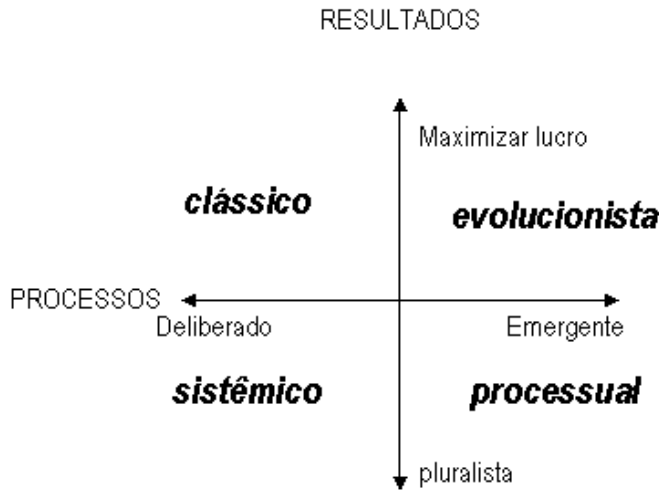 RESULTADOS
Maximizar lucro
clássico
evolucionista
PROCESSOS
Deliberado
Emergente
sistêmico
processual
pluralista